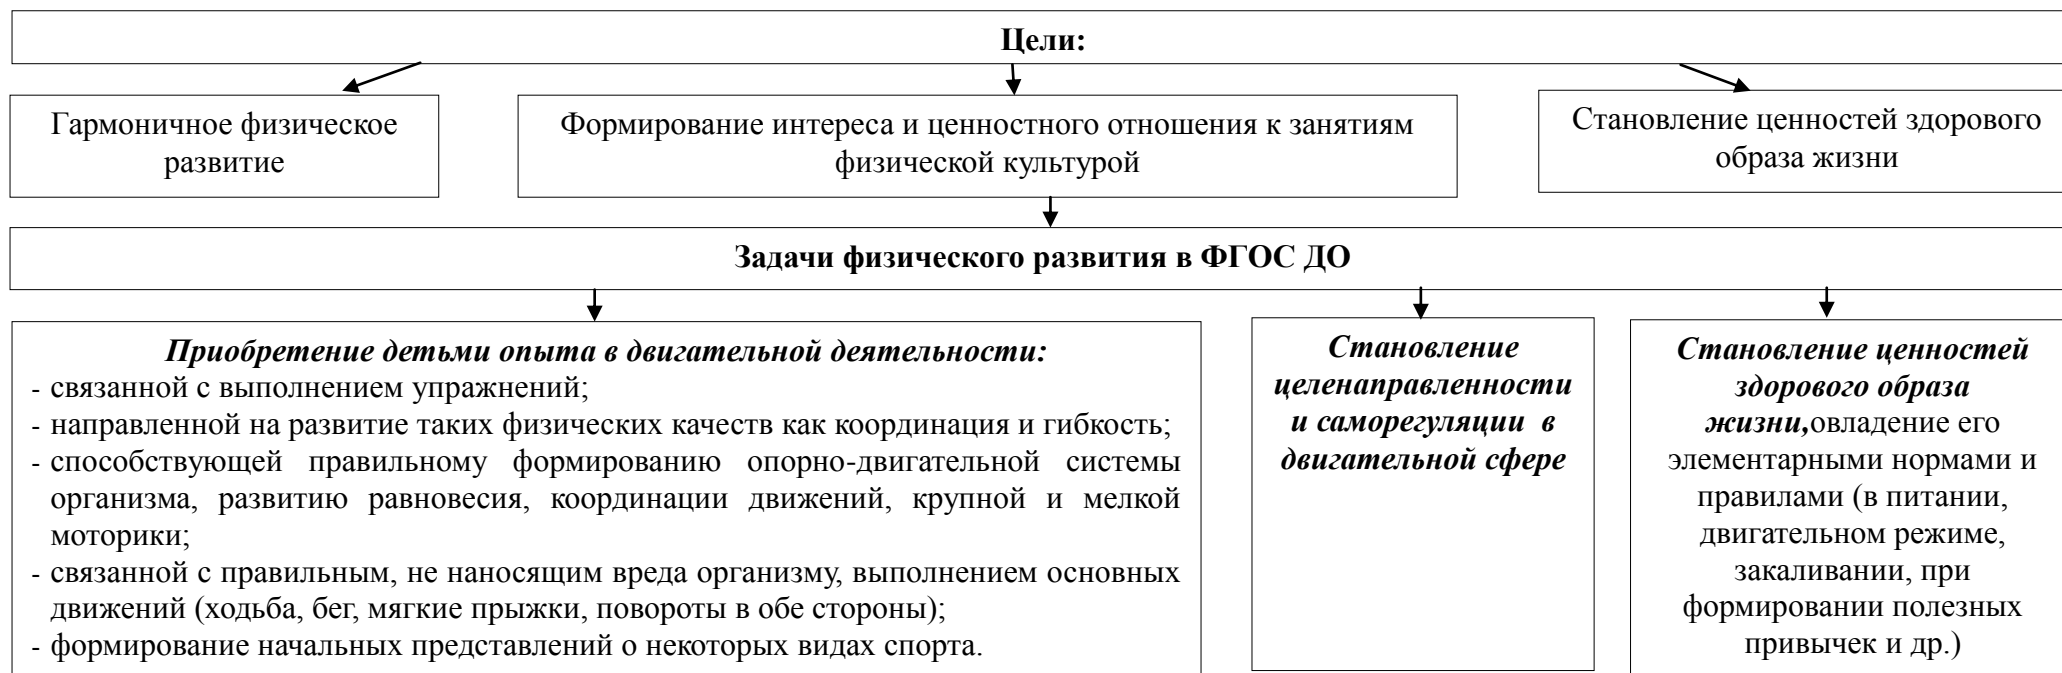 Цели:
Гармоничное физическое
развитие
Формирование интереса и ценностного отношения к занятиям
физической культурой
Становление ценностей здорового
образа жизни
Задачи физического развития в ФГОС ДО
Приобретение детьми опыта в двигательной деятельности:
- связанной с выполнением упражнений;
- направленной на развитие таких физических качеств как координация и гибкость;
- способствующей правильному формированию опорно-двигательной системы
организма, развитию равновесия, координации движений, крупной и мелкой
моторики;
- связанной с правильным, не наносящим вреда организму, выполнением основных
движений (ходьба, бег, мягкие прыжки, повороты в обе стороны);
- формирование начальных представлений о некоторых видах спорта.
Становление
целенаправленности
и саморегуляции в
двигательной сфере
Становление ценностей
здорового образа
жизни,овладение его
элементарными нормами и
правилами (в питании,
двигательном режиме,
закаливании, при
формировании полезных
привычек и др.)